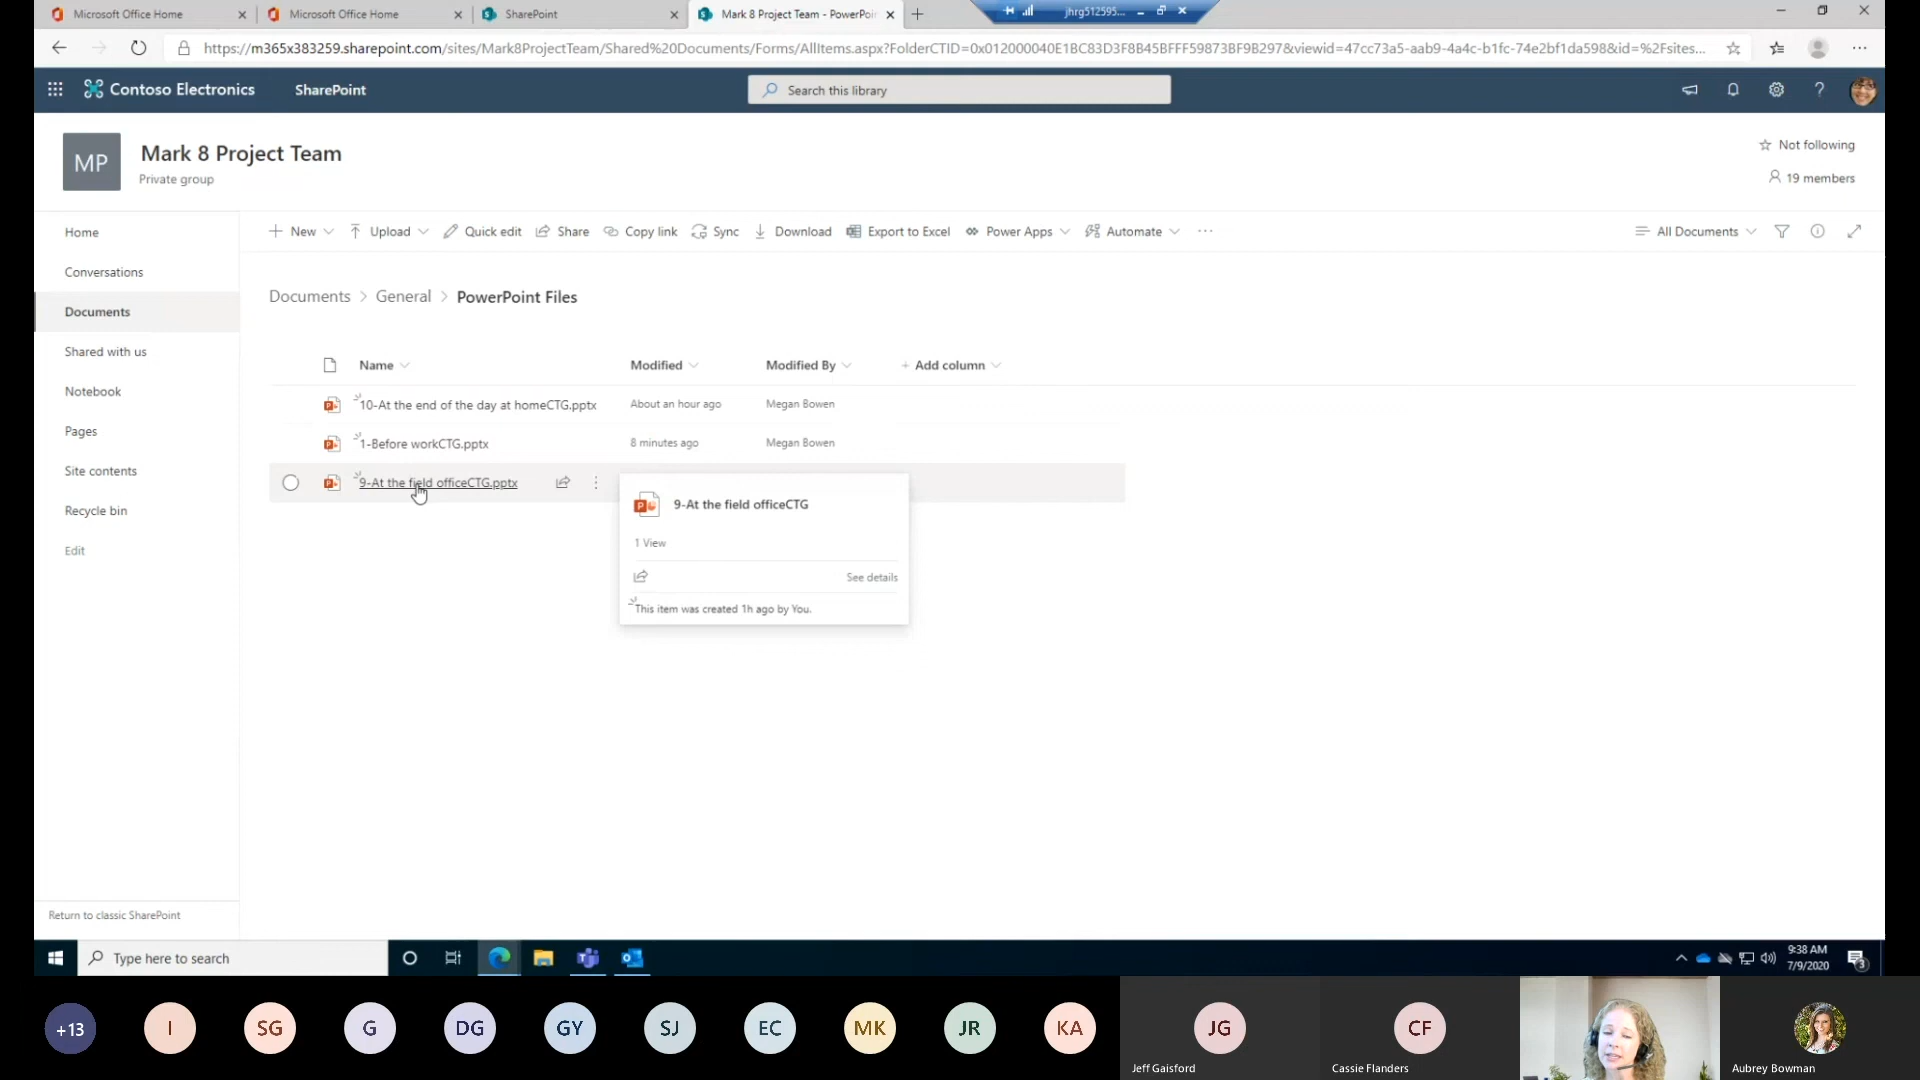 Microsoft Office Home
Microsoft Office Home
SharePoint
Mark 8 Project Team - PowerPoin
jhrg512595...
https://m365x383259.sharepoint.com/sites/Mark8ProjectTeam/Shared%20Documents/Forms/AllItems.aspx?FolderCTID=0x012000040E1BC83D3F8B45BFFF59873BF9B297&viewid=47cc73a5-aab9-4a4c-b1fc-74e2bf1da598&id=%2Fsites...
Contoso Electronics
SharePoint
Search this library
?
MP
Mark 8 Project Team
Private group
Not following
19 members
Home
Conversations
Documents
Shared with us
Notebook
Pages
Site contents
Recycle bin
Edit
Return to classic SharePoint
+ New
Upload
Quick edit
Share
Copy link
Sync
Download
Export to Excel
Power Apps
Automate
...
All Documents
Documents > General > PowerPoint Files
Name
Modified
Modified By
+ Add column
10-At the end of the day at homeCTG.pptx
About an hour ago
Megan Bowen
1-Before workCTG.pptx
8 minutes ago
Megan Bowen
9-At the field officeCTG.pptx
9-At the field officeCTG
1 View
See details
This item was created 1h ago by You.
Type here to search
9:38 AM
7/9/2020
3
+13
I
SG
G
DG
GY
SJ
EC
MK
JR
KA
JG
Jeff Gaisford
CF
Cassie Flanders
Aubrey Bowman